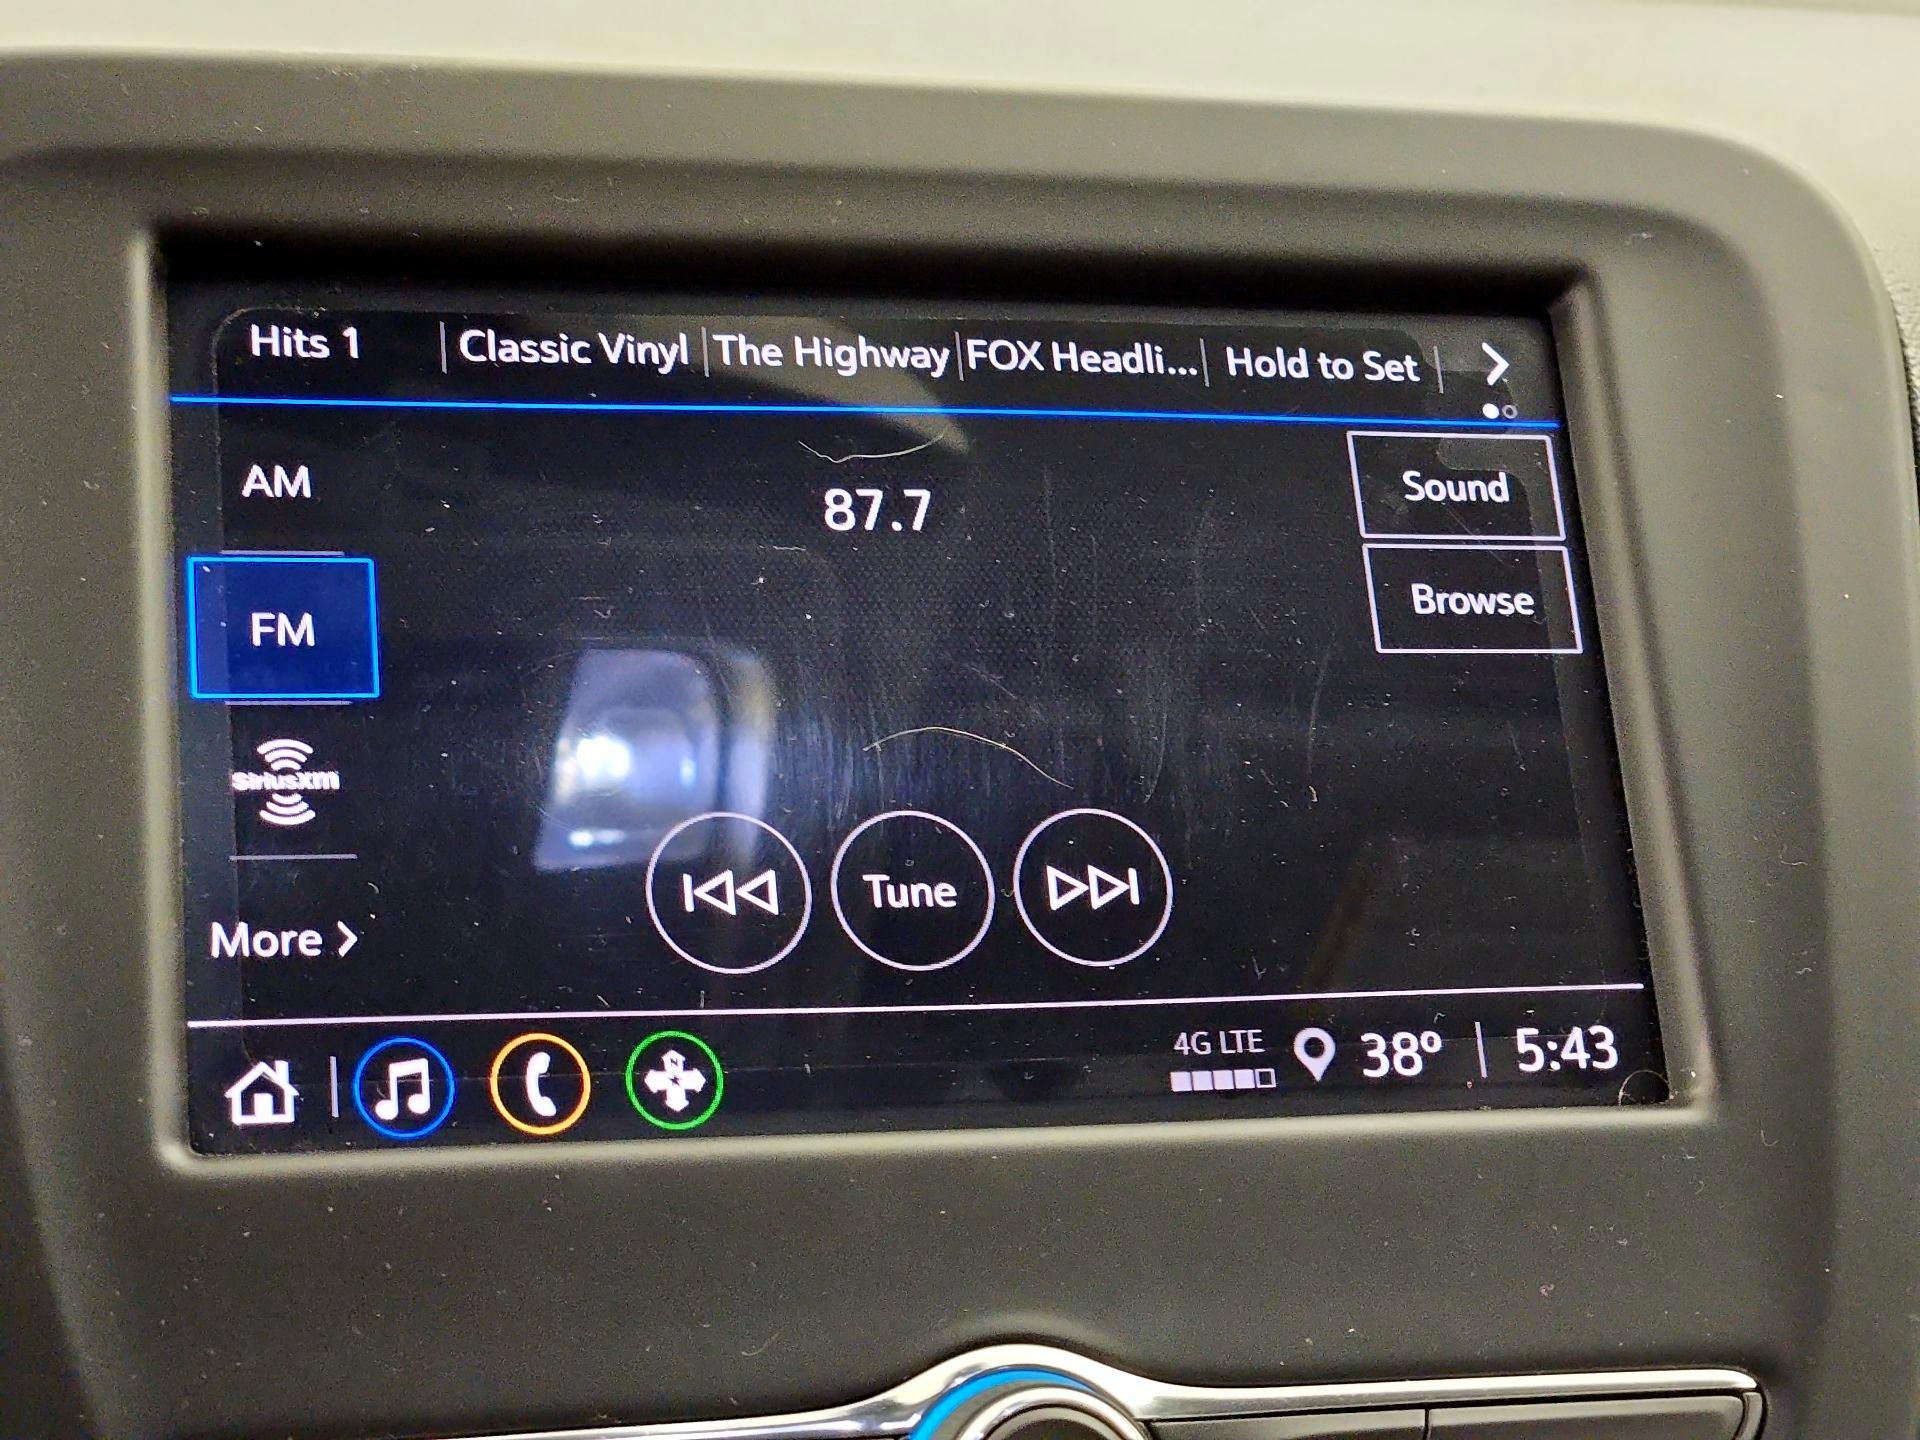 Hits 1 | Classic Vinyl | The Highway | FOX Headli... | Hold to Set |
AM
87.7
Sound
FM
Browse
SiriusXm
Tune
More >
4G LTE
38° | 5:43
N